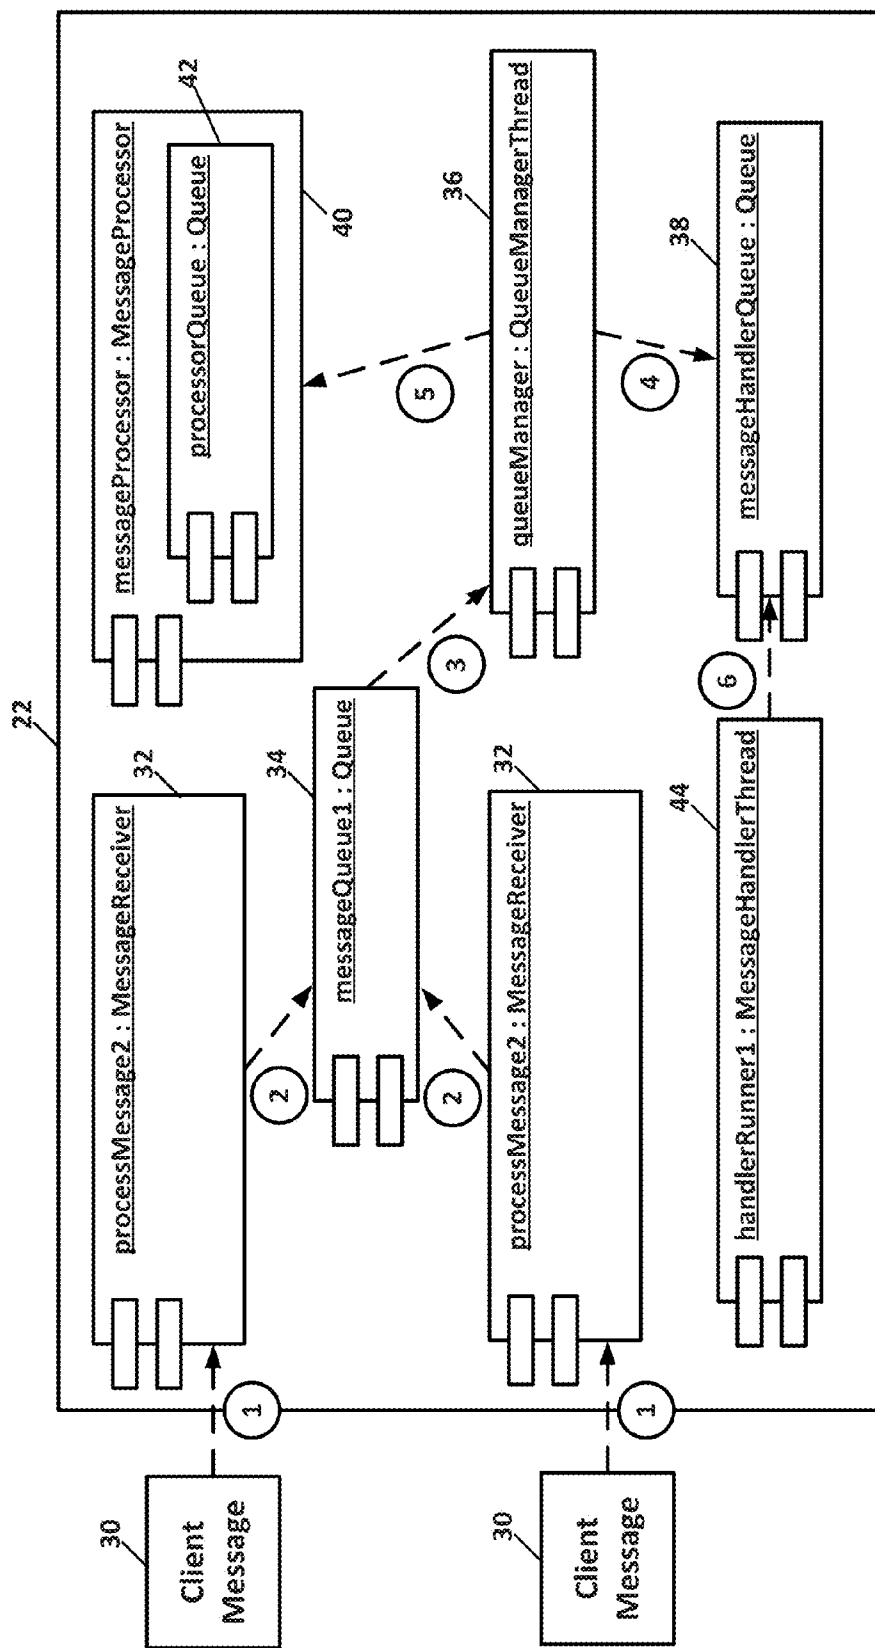 22
30
Client
Message
1
32
processMessage2 : MessageReceiver
2
34
messageQueue1 : Queue
3
messageProcessor : MessageProcessor
42
processorQueue : Queue
40
5
36
queueManager : QueueManagerThread
4
38
messageHandlerQueue : Queue
30
Client
Message
1
32
processMessage2 : MessageReceiver
2
44
handlerRunner1 : MessageHandlerThread
6